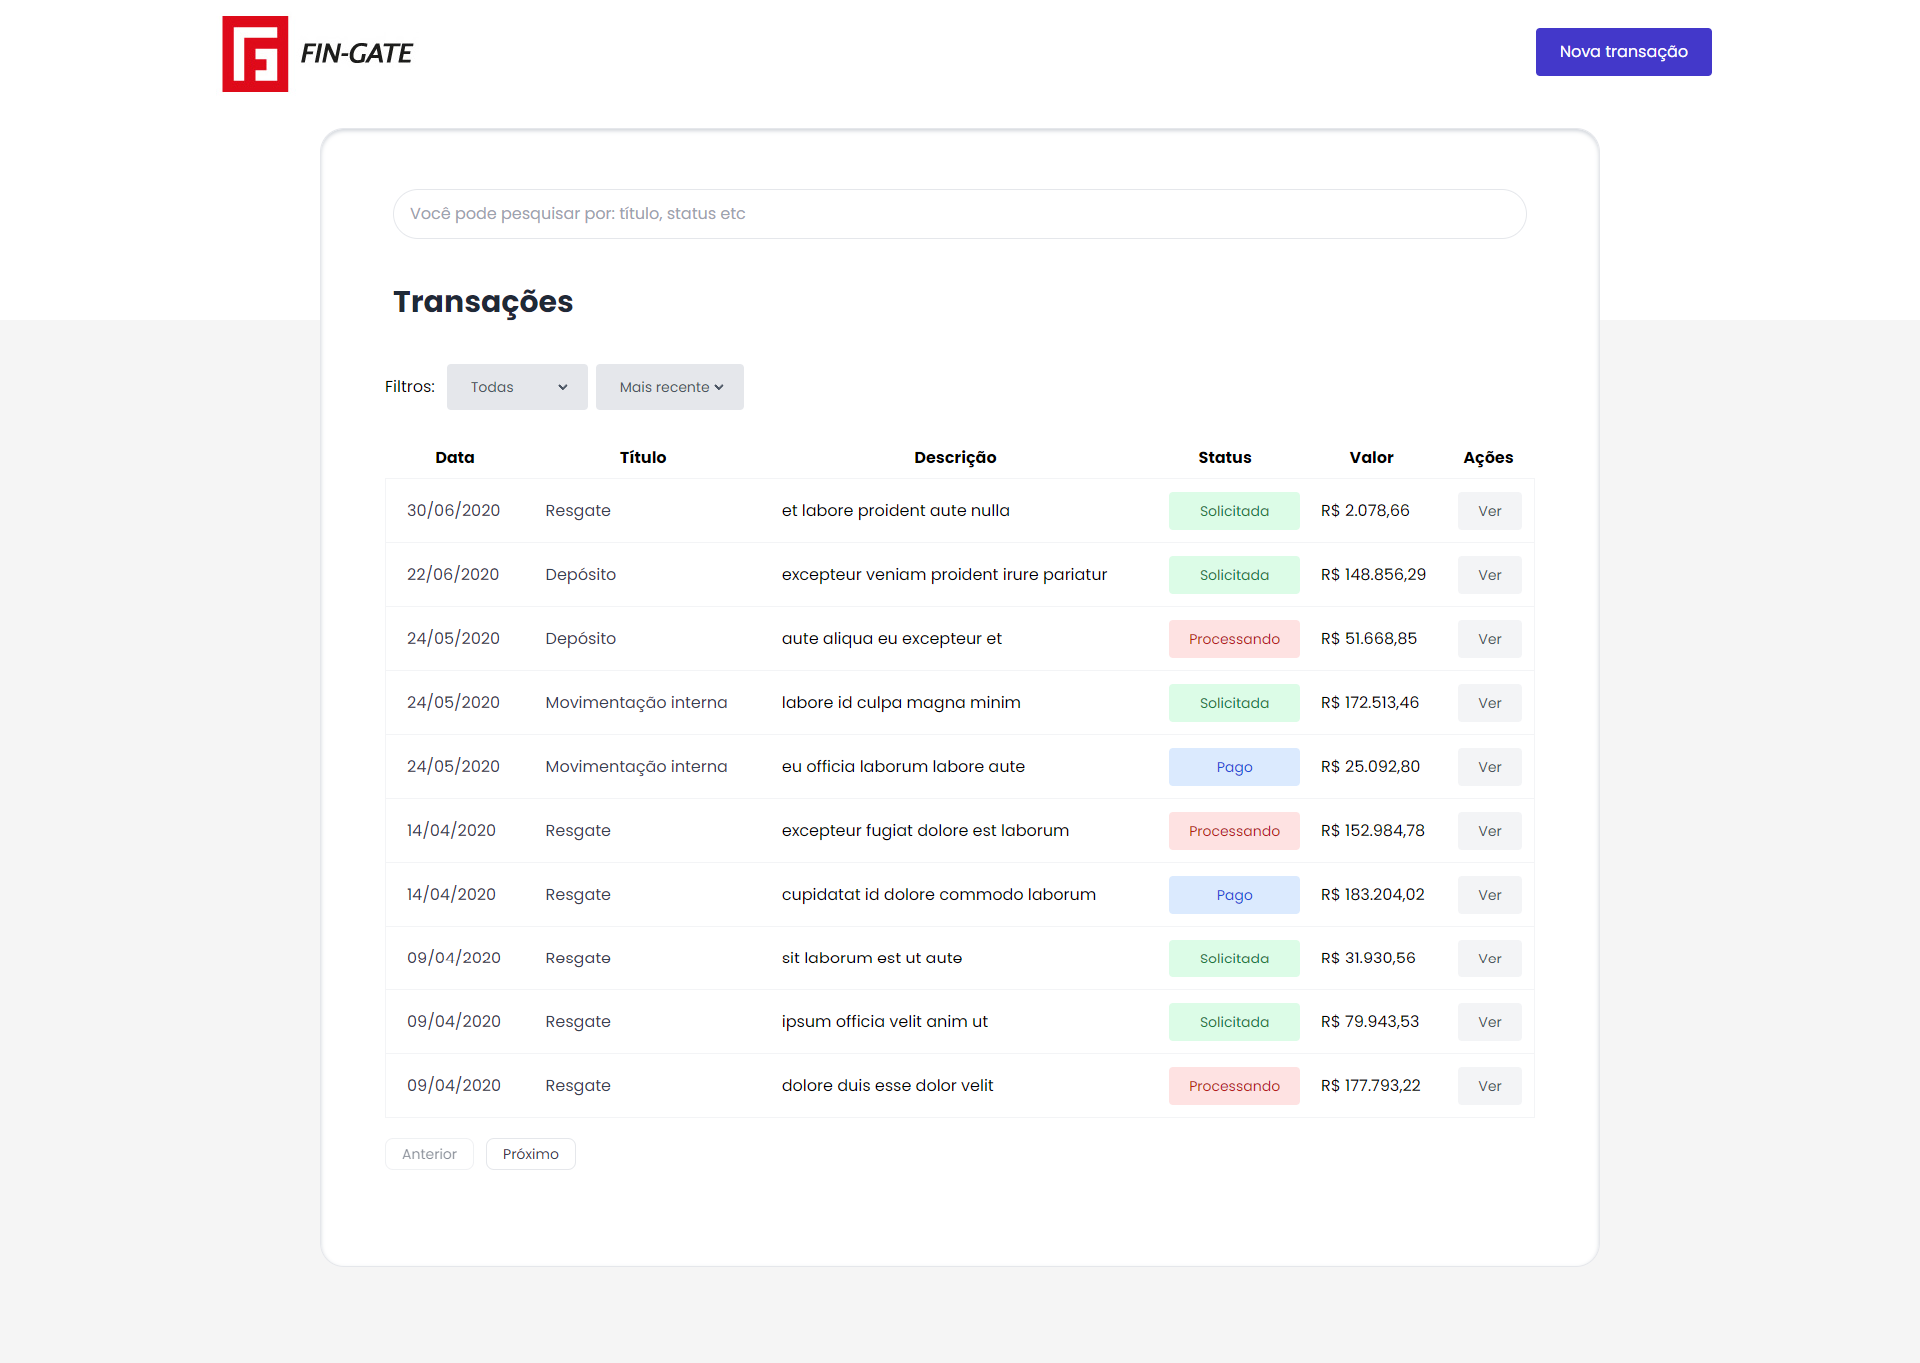 FIN-GATE
Nova transação
Você pode pesquisar por: título, status etc
Transações
Filtros: Todas Mais recente
Data Título Descrição Status Valor Ações
30/06/2020 Resgate et labore proident aute nulla Solicitada R$ 2.078,66 Ver
22/06/2020 Depósito excepteur veniam proident irure pariatur Solicitada R$ 148.856,29 Ver
24/05/2020 Depósito aute aliqua eu excepteur et Processando R$ 51.668,85 Ver
24/05/2020 Movimentação interna labore id culpa magna minim Solicitada R$ 172.513,46 Ver
24/05/2020 Movimentação interna eu officia laborum labore aute Pago R$ 25.092,80 Ver
14/04/2020 Resgate excepteur fugiat dolore est laborum Processando R$ 152.984,78 Ver
14/04/2020 Resgate cupidatat id dolore commodo laborum Pago R$ 183.204,02 Ver
09/04/2020 Resgate sit laborum est ut aute Solicitada R$ 31.930,56 Ver
09/04/2020 Resgate ipsum officia velit anim ut Solicitada R$ 79.943,53 Ver
09/04/2020 Resgate dolore duis esse dolor velit Processando R$ 177.793,22 Ver
Anterior Próximo